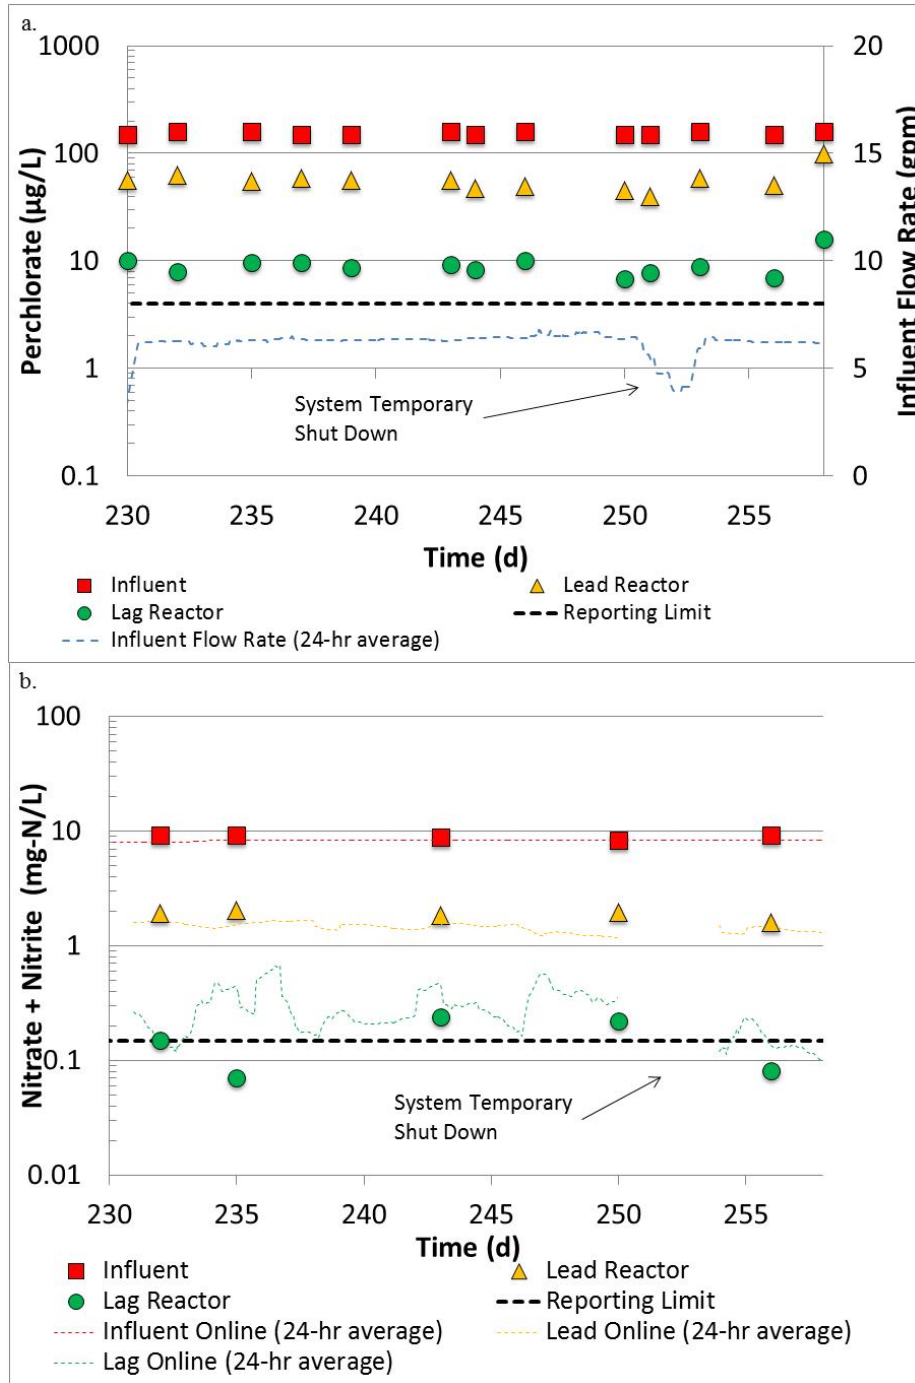 a.
1000
100
10
1
0.1
Perchlorate (µg/L)
20
15
10
5
0
Influent Flow Rate (gpm)
System Temporary
Shut Down
230 235 240 245 250 255
Time (d)
Influent Lead Reactor
Lag Reactor Reporting Limit
Influent Flow Rate (24-hr average)
b.
100
10
1
0.1
0.01
Nitrate + Nitrite (mg-N/L)
System Temporary
Shut Down
230 235 240 245 250 255
Time (d)
Influent Lead Reactor
Lag Reactor Reporting Limit
Influent Online (24-hr average) Lead Online (24-hr average)
Lag Online (24-hr average)